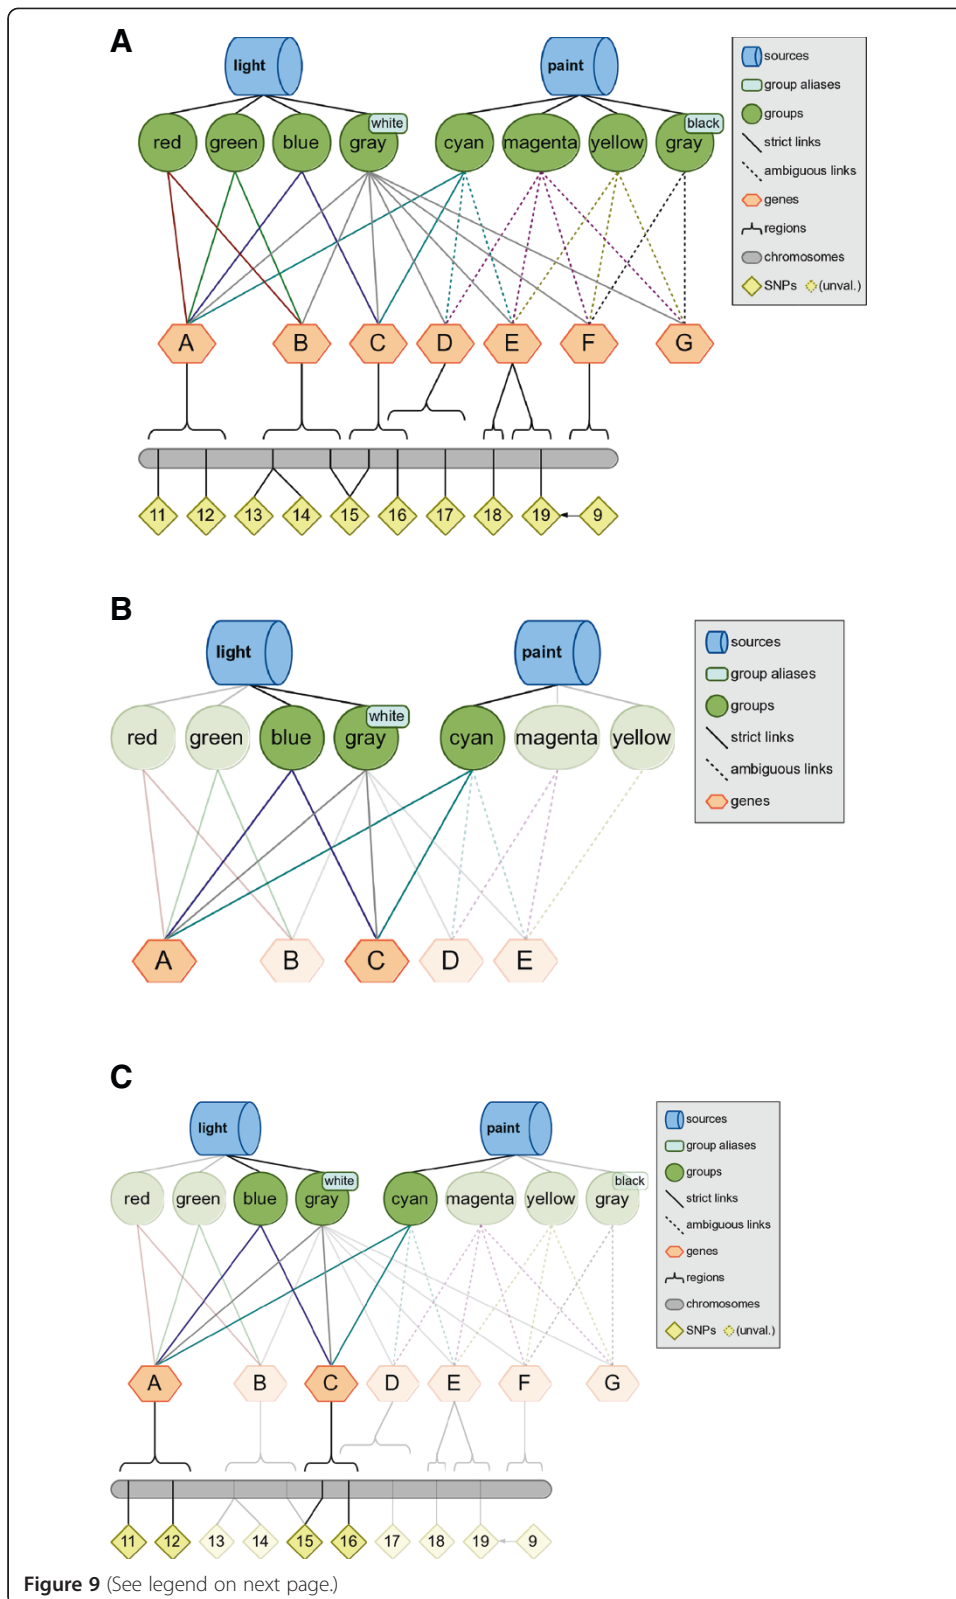 A
light
paint
white
black
red
green
blue
gray
cyan
magenta
yellow
gray
sources
group aliases
groups
strict links
ambiguous links
genes
regions
chromosomes
SNPs (unval.)
A B C D E F G
11 12 13 14 15 16 17 18 19 9
B
light
paint
white
red green blue gray cyan magenta yellow
sources
group aliases
groups
strict links
ambiguous links
genes
A B C D E
C
light
paint
white
black
red green blue gray cyan magenta yellow gray
sources
group aliases
groups
strict links
ambiguous links
genes
regions
chromosomes
SNPs (unval.)
A B C D E F G
11 12 13 14 15 16 17 18 19 9
Figure 9 (See legend on next page.)